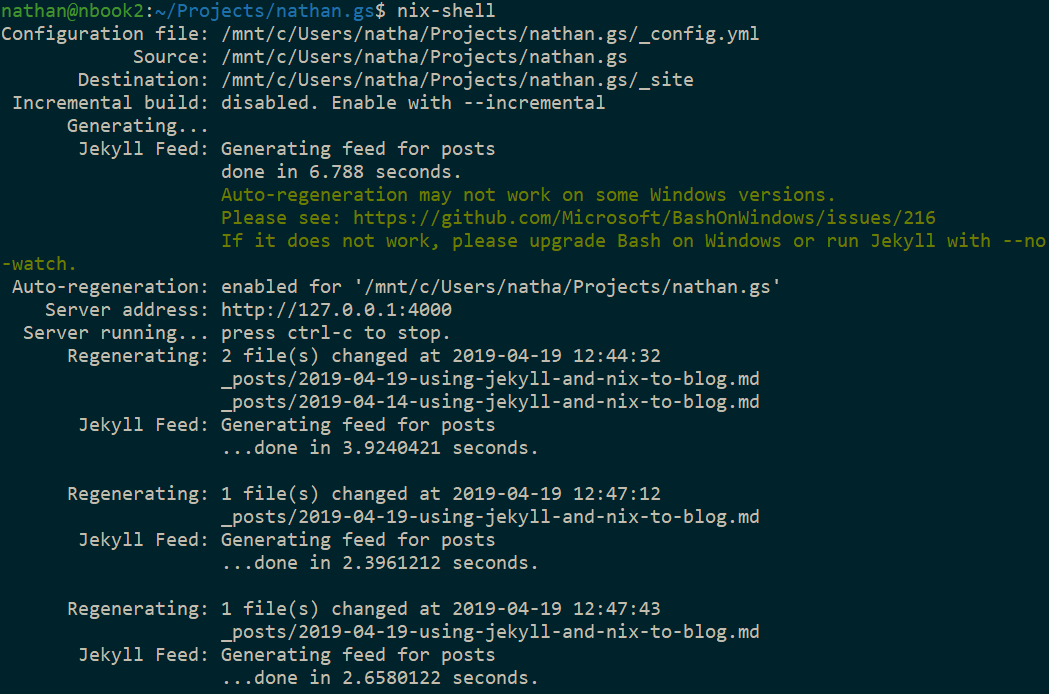 nathan@nbook2:~/Projects/nathan.gs$ nix-shell
Configuration file: /mnt/c/Users/natha/Projects/nathan.gs/_config.yml
Source: /mnt/c/Users/natha/Projects/nathan.gs
Destination: /mnt/c/Users/natha/Projects/nathan.gs/_site
Incremental build: disabled. Enable with --incremental
Generating...
Jekyll Feed: Generating feed for posts
done in 6.788 seconds.
Auto-regeneration may not work on some Windows versions.
Please see: https://github.com/Microsoft/BashOnWindows/issues/216
If it does not work, please upgrade Bash on Windows or run Jekyll with --no
-watch.
Auto-regeneration: enabled for '/mnt/c/Users/natha/Projects/nathan.gs'
Server address: http://127.0.0.1:4000
Server running... press ctrl-c to stop.
Regenerating: 2 file(s) changed at 2019-04-19 12:44:32
_posts/2019-04-19-using-jekyll-and-nix-to-blog.md
_posts/2019-04-14-using-jekyll-and-nix-to-blog.md
Jekyll Feed: Generating feed for posts
...done in 3.9240421 seconds.
Regenerating: 1 file(s) changed at 2019-04-19 12:47:12
_posts/2019-04-19-using-jekyll-and-nix-to-blog.md
Jekyll Feed: Generating feed for posts
...done in 2.3961212 seconds.
Regenerating: 1 file(s) changed at 2019-04-19 12:47:43
_posts/2019-04-19-using-jekyll-and-nix-to-blog.md
Jekyll Feed: Generating feed for posts
...done in 2.6580122 seconds.